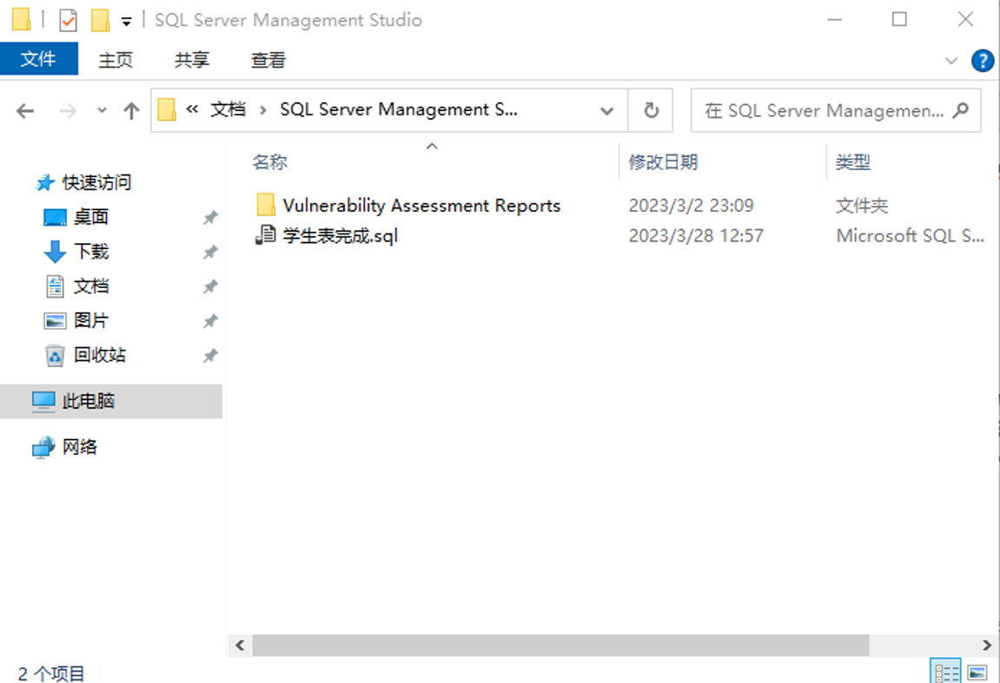 SQL Server Management Studio
文件 主页 共享 查看
« 文档 › SQL Server Management S...
在 SQL Server Managemen...
名称 修改日期 类型
快速访问
桌面
下载
文档
图片
回收站
此电脑
网络
Vulnerability Assessment Reports 2023/3/2 23:09 文件夹
学生表完成.sql 2023/3/28 12:57 Microsoft SQL S...
2 个项目